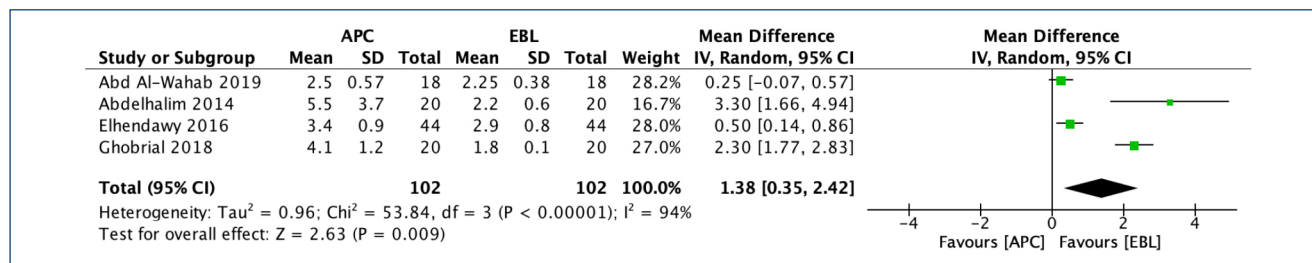 APC EBL Mean Difference Mean Difference
Study or Subgroup Mean SD Total Mean SD Total Weight IV, Random, 95% CI IV, Random, 95% CI
Abd Al-Wahab 2019 2.5 0.57 18 2.25 0.38 18 28.2% 0.25 [-0.07, 0.57]
Abdelhalim 2014 5.5 3.7 20 2.2 0.6 20 16.7% 3.30 [1.66, 4.94]
Elhendawy 2016 3.4 0.9 44 2.9 0.8 44 28.0% 0.50 [0.14, 0.86]
Ghobrial 2018 4.1 1.2 20 1.8 0.1 20 27.0% 2.30 [1.77, 2.83]
Total (95% CI) 102 102 100.0% 1.38 [0.35, 2.42]
Heterogeneity: Tau² = 0.96; Chi² = 53.84, df = 3 (P < 0.00001); I² = 94%
Test for overall effect: Z = 2.63 (P = 0.009)
-4 -2 0 2 4
Favours [APC] Favours [EBL]